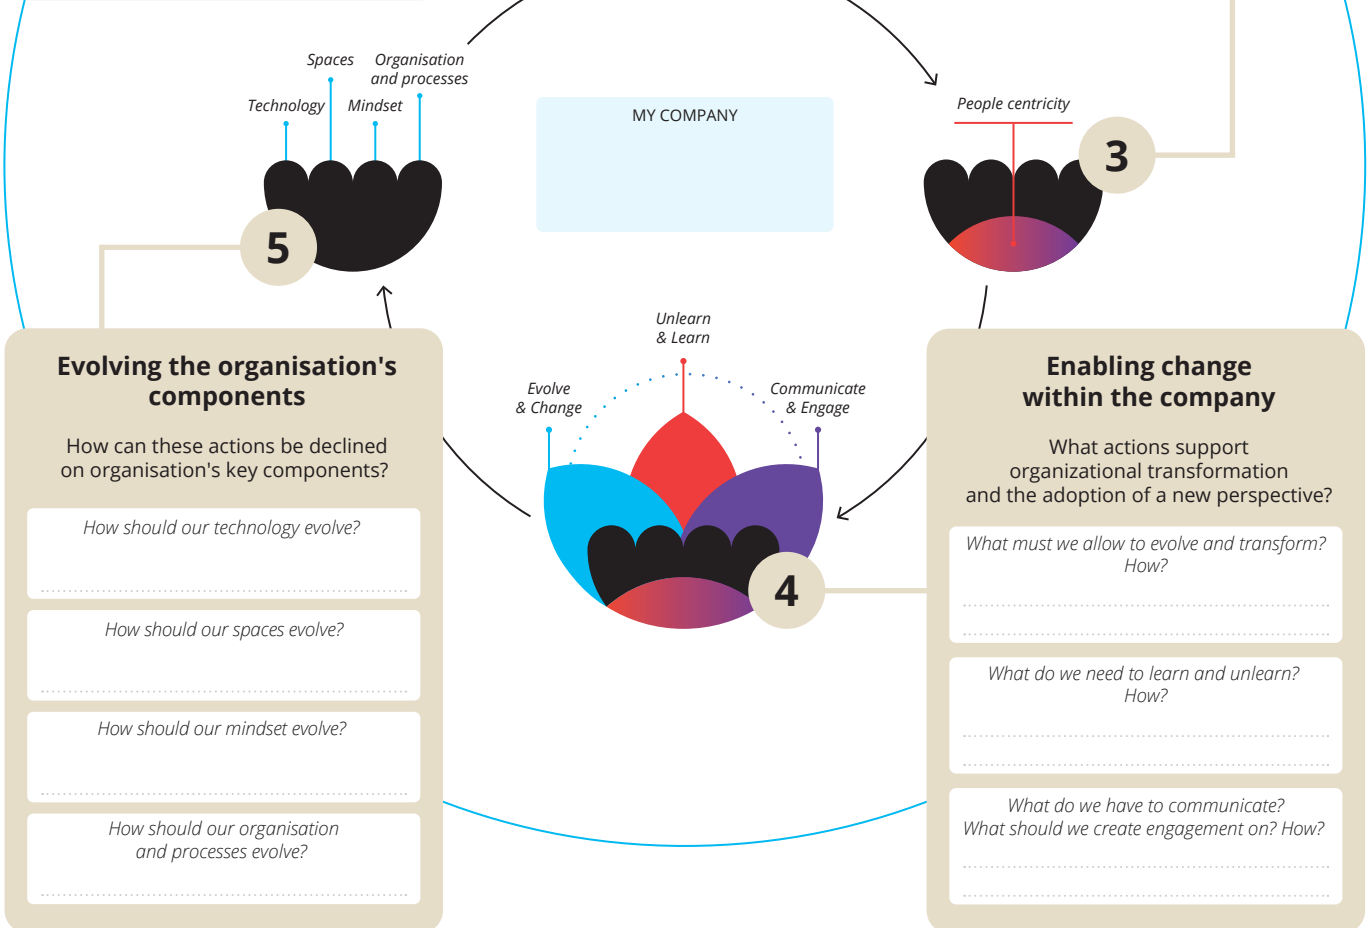 Spaces
Organisation
and processes
Technology
Mindset
MY COMPANY
People centricity
3
5
Unlearn
& Learn
Evolve
& Change
Communicate
& Engage
4
Evolving the organisation's
components
How can these actions be declined
on organisation's key components?
How should our technology evolve?
How should our spaces evolve?
How should our mindset evolve?
How should our organisation
and processes evolve?
Enabling change
within the company
What actions support
organizational transformation
and the adoption of a new perspective?
What must we allow to evolve and transform?
How?
What do we need to learn and unlearn?
How?
What do we have to communicate?
What should we create engagement on? How?